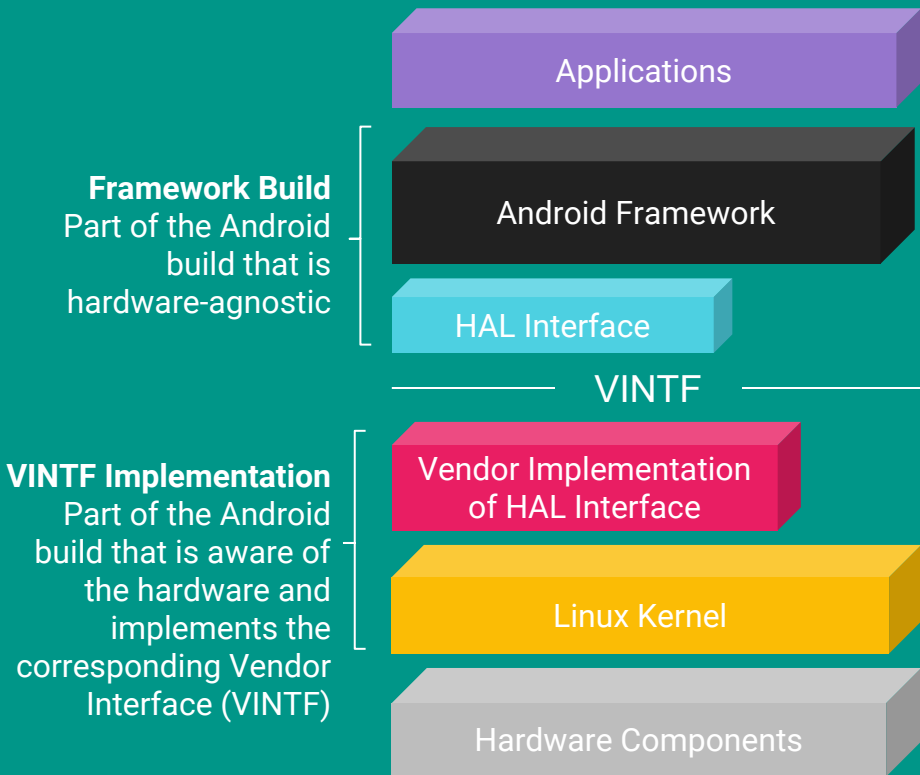 Applications
Framework Build
Part of the Android
build that is
hardware-agnostic
Android Framework
HAL Interface
VINTF
VINTF Implementation
Part of the Android
build that is aware of
the hardware and
implements the
corresponding Vendor
Interface (VINTF)
Vendor Implementation
of HAL Interface
Linux Kernel
Hardware Components